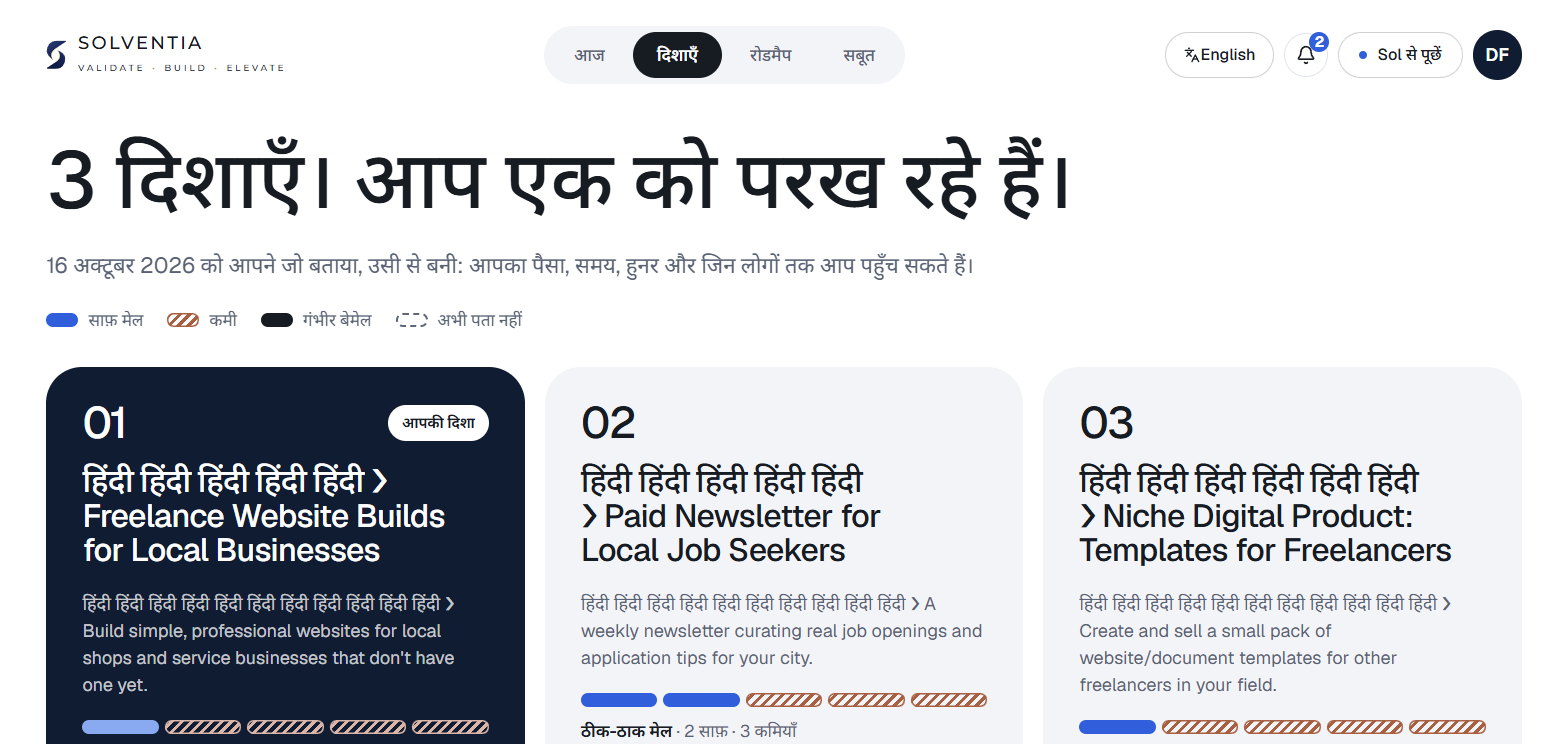 SOLVENTIA
VALIDATE · BUILD · ELEVATE
आज
दिशाएँ
रोडमैप
सबूत
English
2
Sol से पूछें
DF
3 दिशाएँ। आप एक को परख रहे हैं।
16 अक्टूबर 2026 को आपने जो बताया, उसी से बनी: आपका पैसा, समय, हुनर और जिन लोगों तक आप पहुँच सकते हैं।
साफ़ मेल
कमी
गंभीर बेमेल
अभी पता नहीं
01
आपकी दिशा
हिंदी हिंदी हिंदी हिंदी हिंदी ›
Freelance Website Builds
for Local Businesses
हिंदी हिंदी हिंदी हिंदी हिंदी हिंदी हिंदी हिंदी हिंदी हिंदी हिंदी ›
Build simple, professional websites for local
shops and service businesses that don't have
one yet.
02
हिंदी हिंदी हिंदी हिंदी हिंदी
› Paid Newsletter for
Local Job Seekers
हिंदी हिंदी हिंदी हिंदी हिंदी हिंदी हिंदी हिंदी हिंदी हिंदी › A
weekly newsletter curating real job openings and
application tips for your city.
ठीक-ठाक मेल · 2 साफ़ · 3 कमियाँ
03
हिंदी हिंदी हिंदी हिंदी हिंदी हिंदी
› Niche Digital Product:
Templates for Freelancers
हिंदी हिंदी हिंदी हिंदी हिंदी हिंदी हिंदी हिंदी हिंदी हिंदी हिंदी ›
Create and sell a small pack of
website/document templates for other
freelancers in your field.